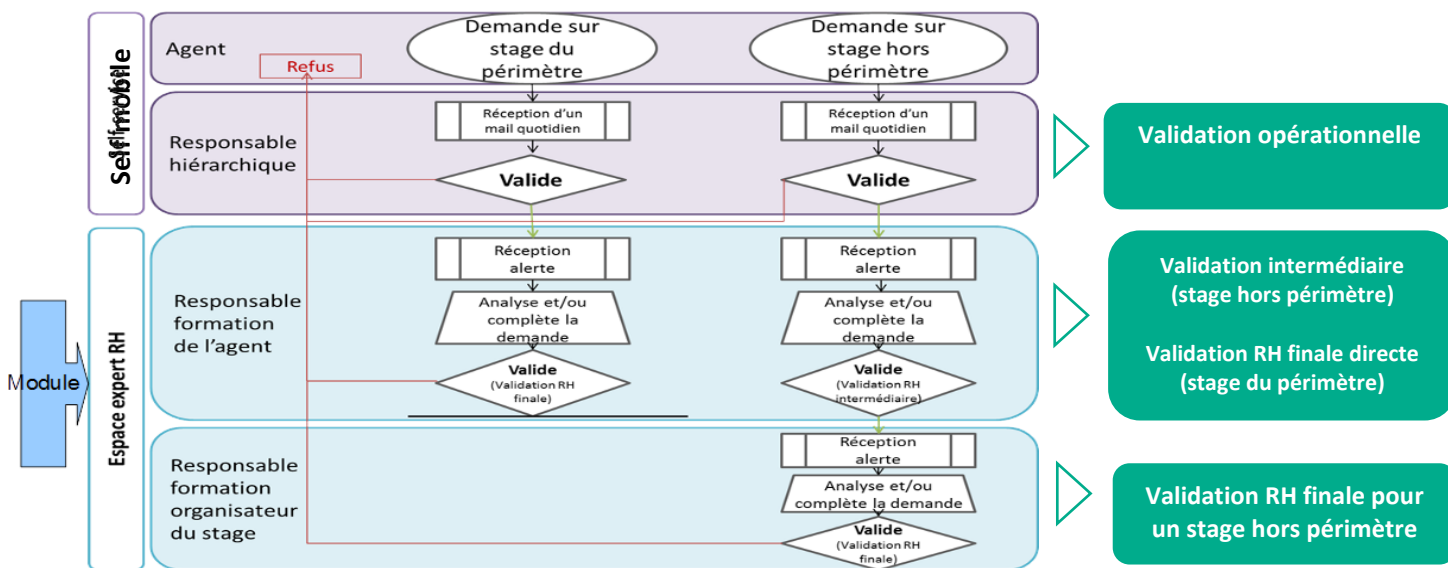 Self mobile
Agent
Refus
Demande sur
stage du
périmètre
Demande sur
stage hors
périmètre
Responsable
hiérarchique
Réception d'un
mail quotidien
Valide
Réception d'un
mail quotidien
Valide
Validation opérationnelle
Module
Espace expert RH
Responsable
formation
de l'agent
Réception
alerte
Analyse et/ou
complète la
demande
Valide
(Validation RH
finale)
Réception
alerte
Analyse et/ou
complète la
demande
Valide
(Validation RH
intermédiaire)
Validation intermédiaire
(stage hors périmètre)
Validation RH finale directe
(stage du périmètre)
Responsable
formation
organisateur
du stage
Réception
alerte
Analyse et/ou
complète la demande
Valide
(Validation RH
finale)
Validation RH finale pour
un stage hors périmètre